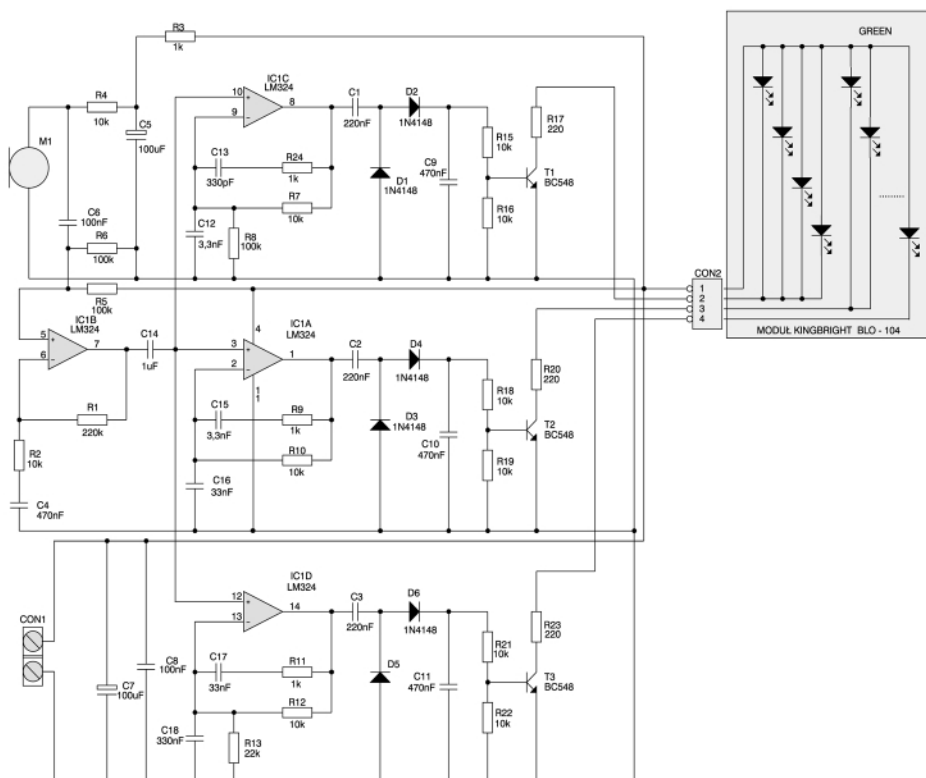 R3
1k
GREEN
IC1C
LM324
R4
10k
C5
100uF
M1
10
9
8
C1
220nF
D2
1N4148
R17
220
R15
10k
C13
330pF
R24
1k
D1
1N4148
C9
470nF
T1
BC548
R7
10k
R16
10k
C6
100nF
C12
3,3nF
R8
100k
R6
100k
CON2
1
2
3
4
R5
100k
MODUŁ KINGBRIGHT BLO - 104
IC1B
LM324
5
6
7
C14
1uF
4
IC1A
LM324
3
2
1
11
C2
220nF
D4
1N4148
R20
220
R18
10k
R1
220k
C15
3,3nF
R9
1k
D3
1N4148
C10
470nF
T2
BC548
R2
10k
R10
10k
R19
10k
C16
33nF
C4
470nF
IC1D
LM324
12
13
14
C3
220nF
D6
1N4148
R23
220
CON1
R21
10k
C8
100nF
C17
33nF
R11
1k
D5
C11
470nF
T3
BC548
C7
100uF
R12
10k
R22
10k
C18
330nF
R13
22k